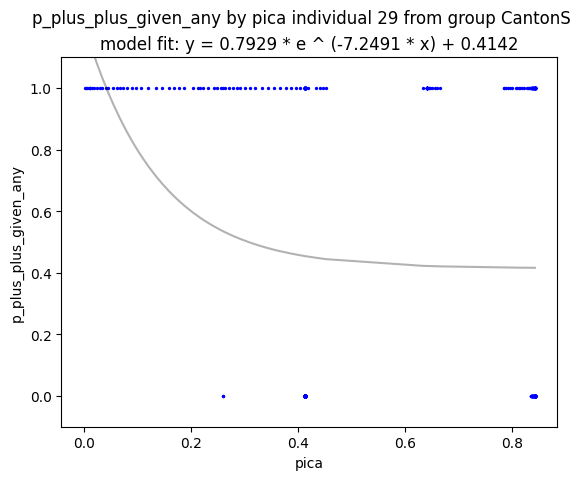 p_plus_plus_given_any by pica individual 29 from group CantonS
model fit: y = 0.7929 * e ^ (-7.2491 * x) + 0.4142
1.0
0.8
0.6
0.4
0.2
0.0
p_plus_plus_given_any
0.0 0.2 0.4 0.6 0.8
pica